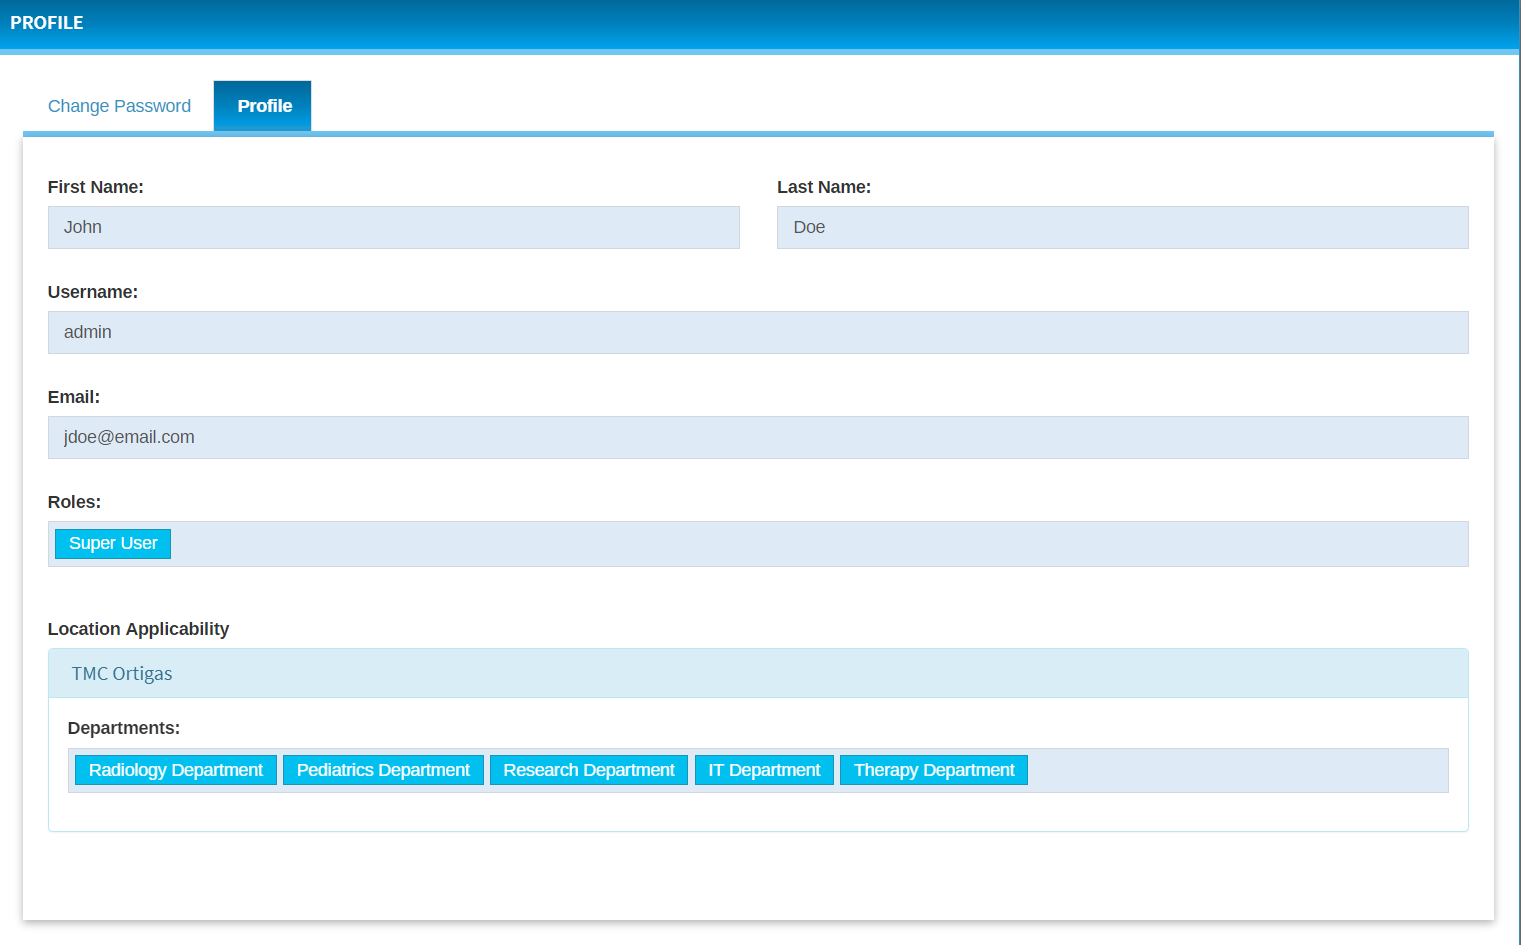 PROFILE
Change Password Profile
First Name: Last Name:
John Doe
Username:
admin
Email:
jdoe@email.com
Roles:
Super User
Location Applicability
TMC Ortigas
Departments:
Radiology Department Pediatrics Department Research Department IT Department Therapy Department